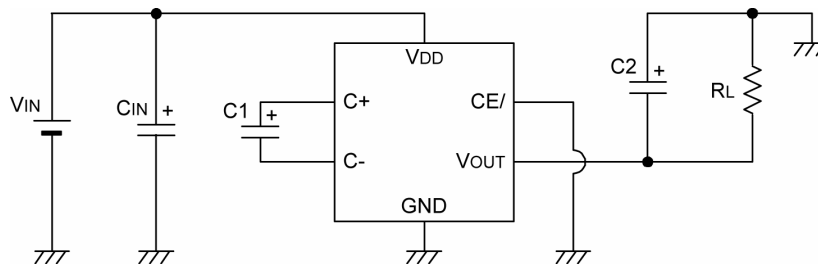 VDD
C2
+
VIN
CIN
+
C1
+
C+
CE/
RL
C-
VOUT
GND